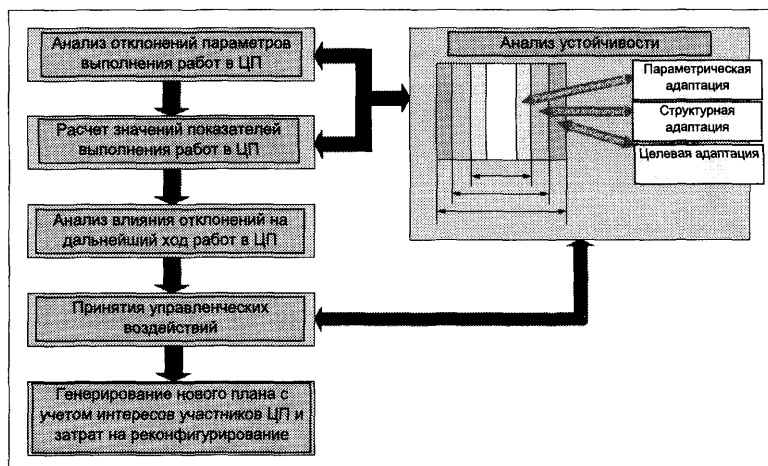 Анализ отклонений параметров
выполнения работ в ЦП
Расчет значений показателей
выполнения работ в ЦП
Анализ влияния отклонений на
дальнейший ход работ в ЦП
Принятия управленческих
воздействий
Генерирование нового плана с
учетом интересов участников ЦП и
затрат на реконфигурирование
Анализ устойчивости
Параметрическая
адаптация
Структурная
адаптация
Целевая адаптация